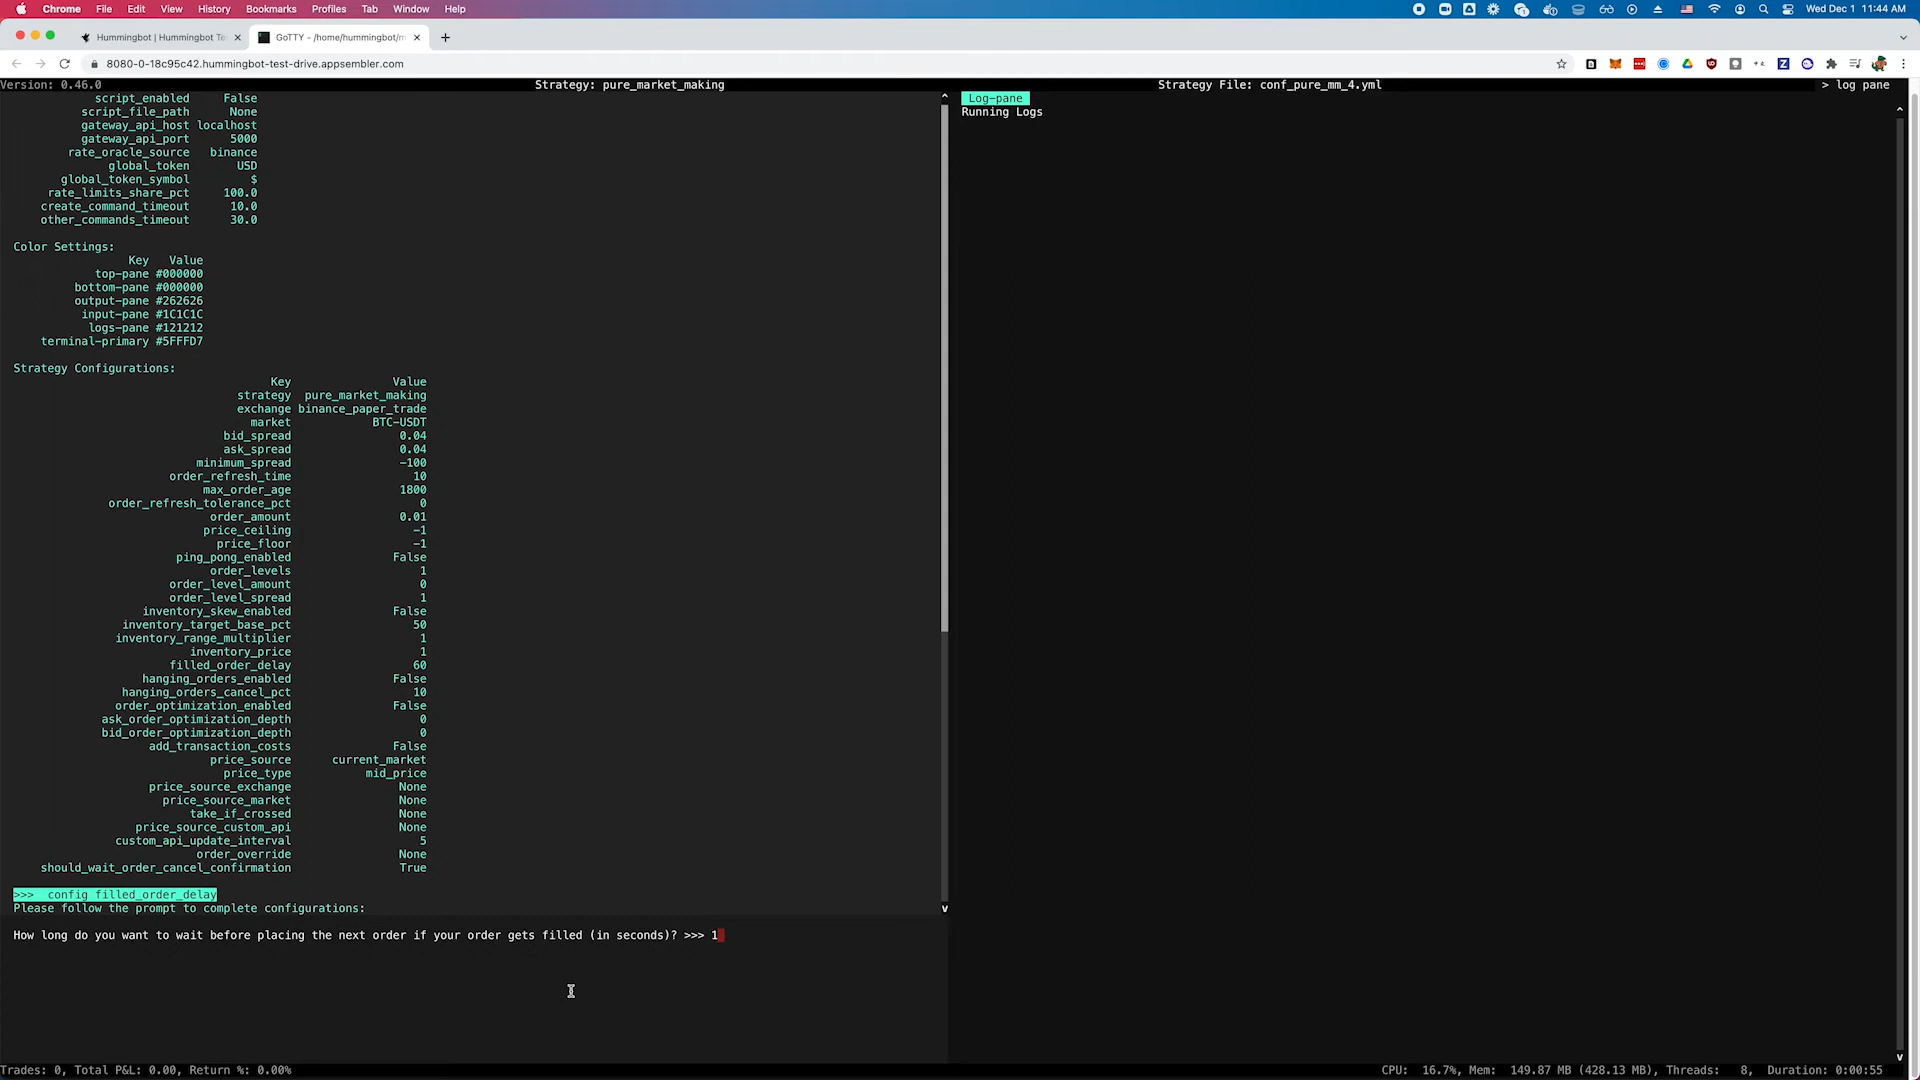 Chrome File Edit View History Bookmarks Profiles Tab Window Help Wed Dec 1 11:44 AM
Hummingbot | Hummingbot Te GoTTY - /home/hummingbot/m
8080-0-18c95c42.hummingbot-test-drive.appsembler.com
Version: 0.46.0 Strategy: pure_market_making Strategy File: conf_pure_mm_4.yml > log pane
script_enabled False
script_file_path None
gateway_api_host localhost
gateway_api_port 5000
rate_oracle_source binance
global_token USD
global_token_symbol $
rate_limits_share_pct 100.0
create_command_timeout 10.0
other_commands_timeout 30.0
Color Settings:
Key Value
top-pane #000000
bottom-pane #000000
output-pane #262626
input-pane #1C1C1C
logs-pane #121212
terminal-primary #5FFFD7
Strategy Configurations:
Key Value
strategy pure_market_making
exchange binance_paper_trade
market BTC-USDT
bid_spread 0.04
ask_spread 0.04
minimum_spread -100
order_refresh_time 10
max_order_age 1800
order_refresh_tolerance_pct 0
order_amount 0.01
price_ceiling -1
price_floor -1
ping_pong_enabled False
order_levels 1
order_level_amount 0
order_level_spread 1
inventory_skew_enabled False
inventory_target_base_pct 50
inventory_range_multiplier 1
inventory_price 1
filled_order_delay 60
hanging_orders_enabled False
hanging_orders_cancel_pct 10
order_optimization_enabled False
ask_order_optimization_depth 0
bid_order_optimization_depth 0
add_transaction_costs False
price_source current_market
price_type mid_price
price_source_exchange None
price_source_market None
take_if_crossed None
price_source_custom_api None
custom_api_update_interval 5
order_override None
should_wait_order_cancel_confirmation True
>>> config filled_order_delay
Please follow the prompt to complete configurations:
How long do you want to wait before placing the next order if your order gets filled (in seconds)? >>> 1
Log-pane
Running Logs
Trades: 0, Total P&L: 0.00, Return %: 0.00% CPU: 16.7%, Mem: 149.87 MB (428.13 MB), Threads: 8, Duration: 0:00:55